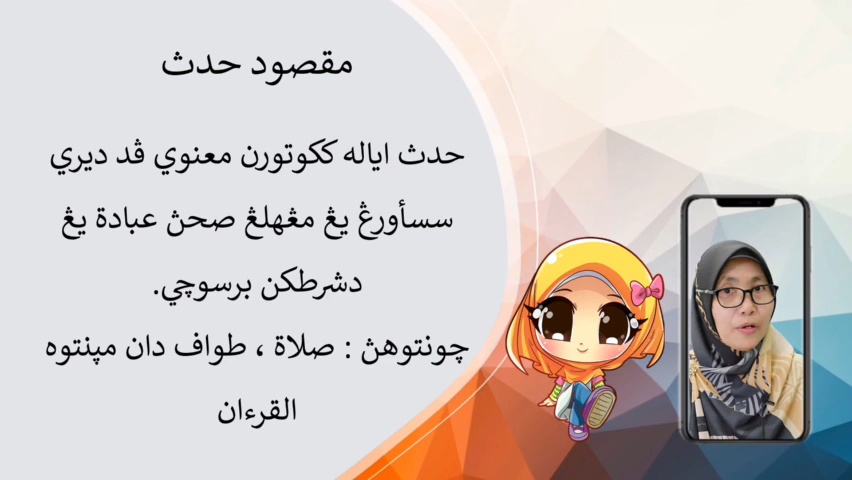 مقصود حدث
حدث اياله ککوتورن معنوي ڤد ديري
سسأورڠ يڠ مڠهلڠ صحڽ عبادة يڠ
دشرطکن برسوچي.
چونتوهڽ : صلاة ، طواف دان مڽنتوه
القرءان